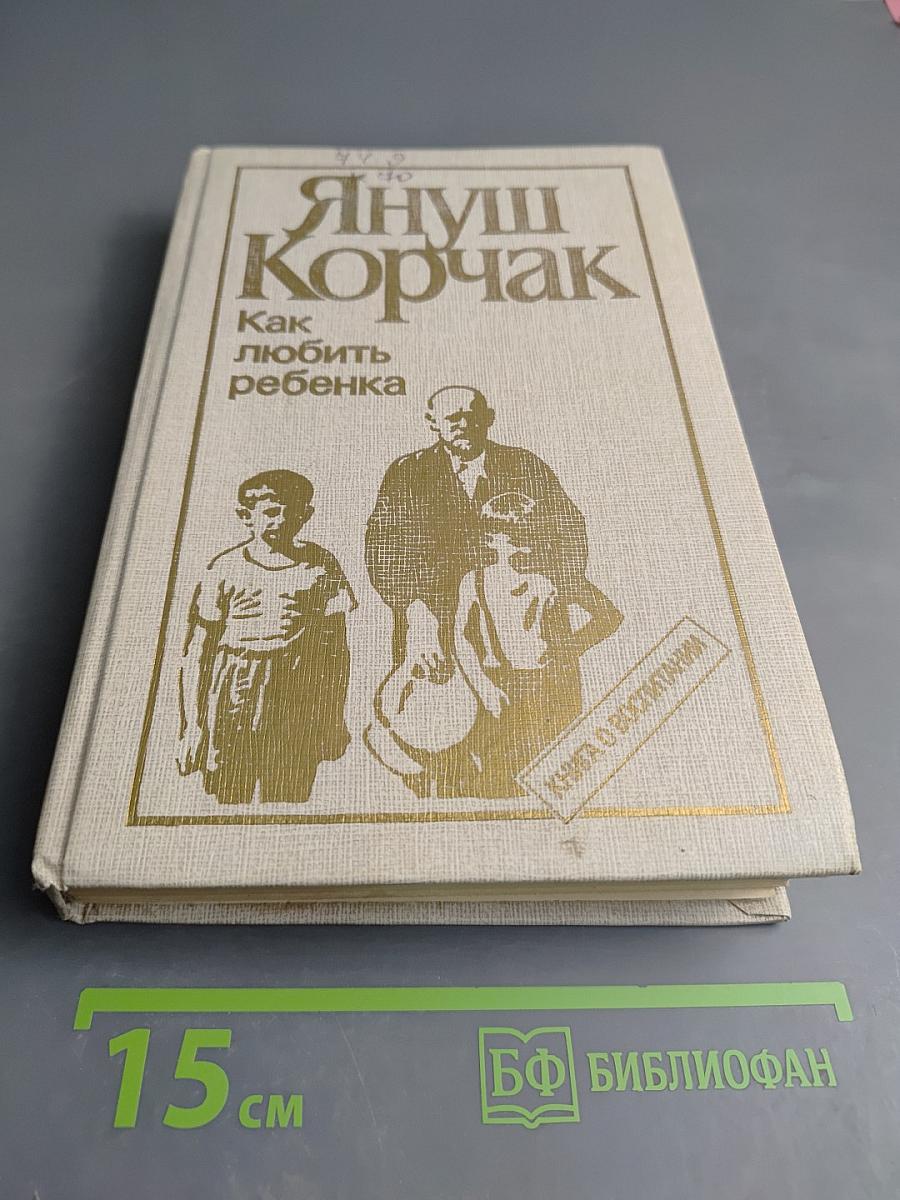 Януш
Корчак
Как
любить
ребенка
КНИГА О ВОСПИТАНИИ
15 см
БФ БИБЛИОФАН